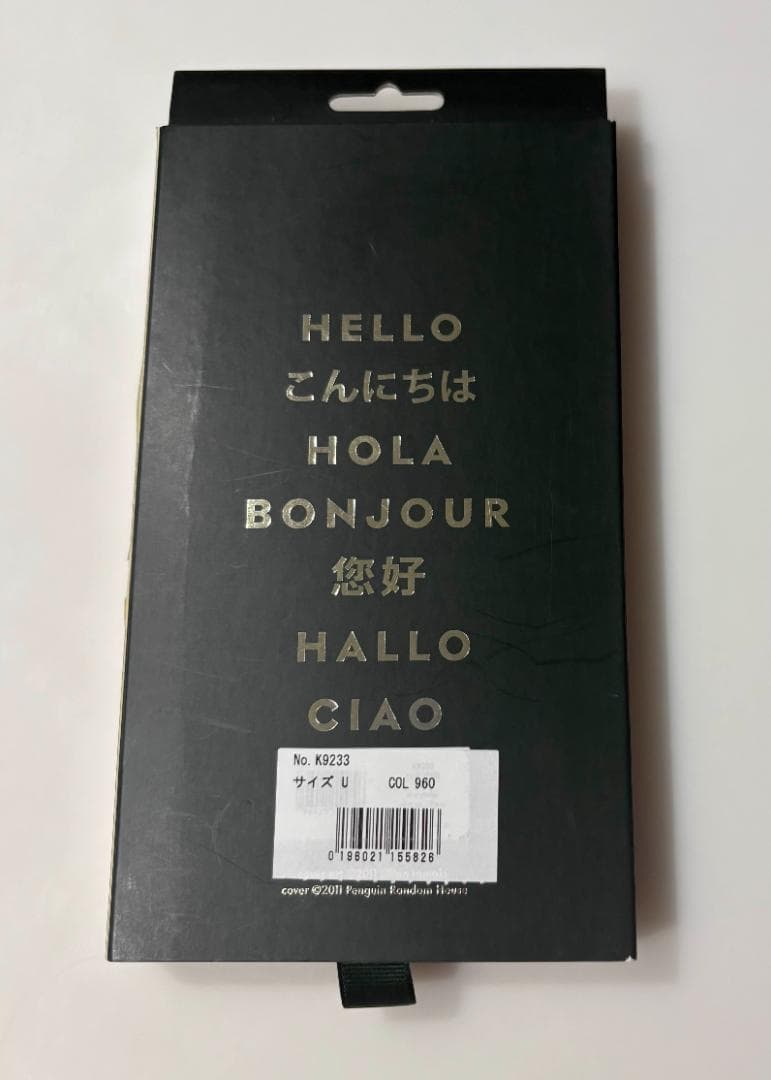 HELLO
こんにちは
HOLA
BONJOUR
您好
HALLO
CIAO
No. K9233
サイズ U COL 960
0 196021 155826
cover ©2011 Penguin Random House